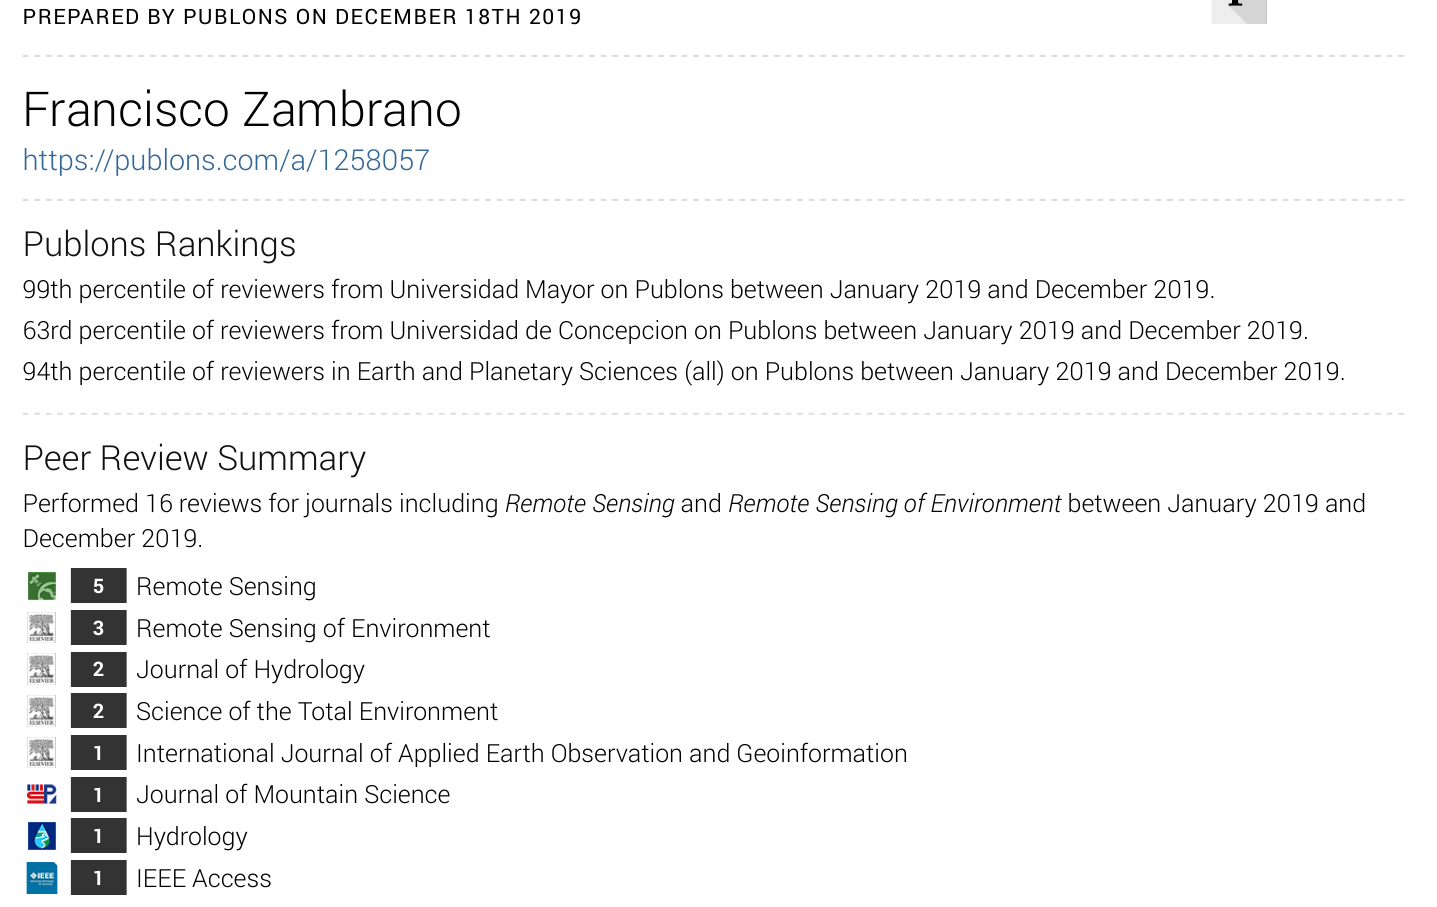 PREPARED BY PUBLONS ON DECEMBER 18TH 2019
Francisco Zambrano
https://publons.com/a/1258057
Publons Rankings
99th percentile of reviewers from Universidad Mayor on Publons between January 2019 and December 2019.
63rd percentile of reviewers from Universidad de Concepcion on Publons between January 2019 and December 2019.
94th percentile of reviewers in Earth and Planetary Sciences (all) on Publons between January 2019 and December 2019.
Peer Review Summary
Performed 16 reviews for journals including Remote Sensing and Remote Sensing of Environment between January 2019 and
December 2019.
5 Remote Sensing
ELSEVIER 3 Remote Sensing of Environment
ELSEVIER 2 Journal of Hydrology
ELSEVIER 2 Science of the Total Environment
ELSEVIER 1 International Journal of Applied Earth Observation and Geoinformation
1 Journal of Mountain Science
1 Hydrology
IEEE 1 IEEE Access